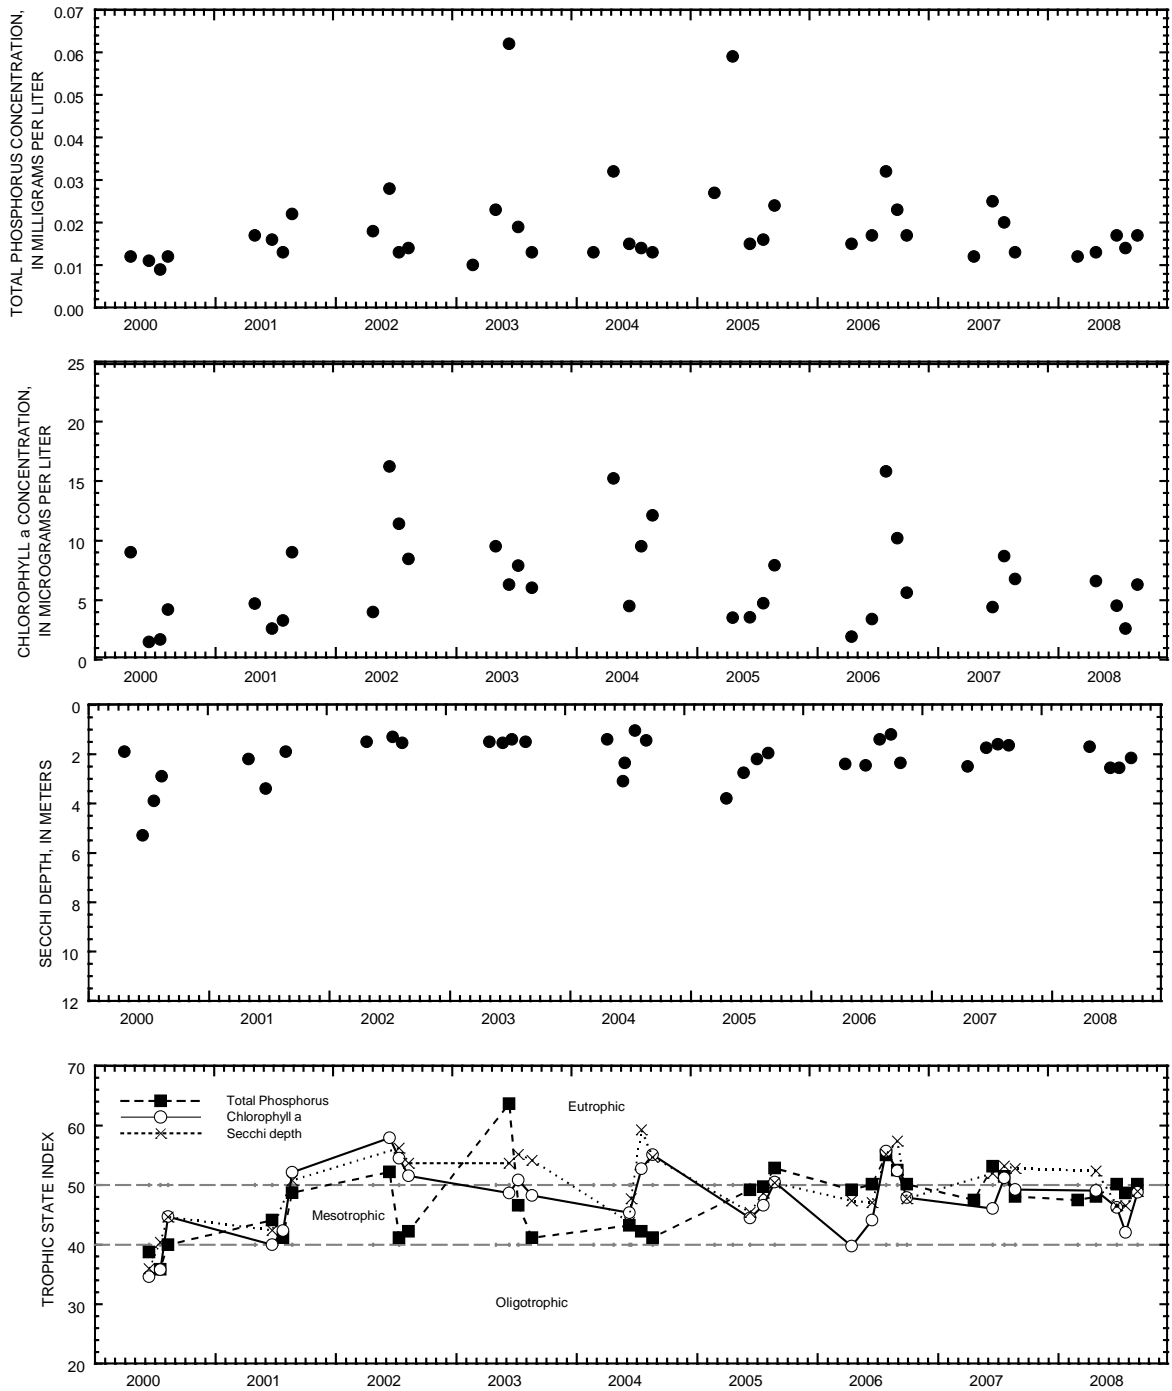 TOTAL PHOSPHORUS CONCENTRATION,
IN MILLIGRAMS PER LITER
0.07
0.06
0.05
0.04
0.03
0.02
0.01
0.00
2000 2001 2002 2003 2004 2005 2006 2007 2008
CHLOROPHYLL a CONCENTRATION,
IN MICROGRAMS PER LITER
25
20
15
10
5
0
2000 2001 2002 2003 2004 2005 2006 2007 2008
SECCHI DEPTH, IN METERS
0
2
4
6
8
10
12
2000 2001 2002 2003 2004 2005 2006 2007 2008
TROPHIC STATE INDEX
70
60
50
40
30
20
Total Phosphorus
Chlorophyll a
Secchi depth
Eutrophic
Mesotrophic
Oligotrophic
2000 2001 2002 2003 2004 2005 2006 2007 2008